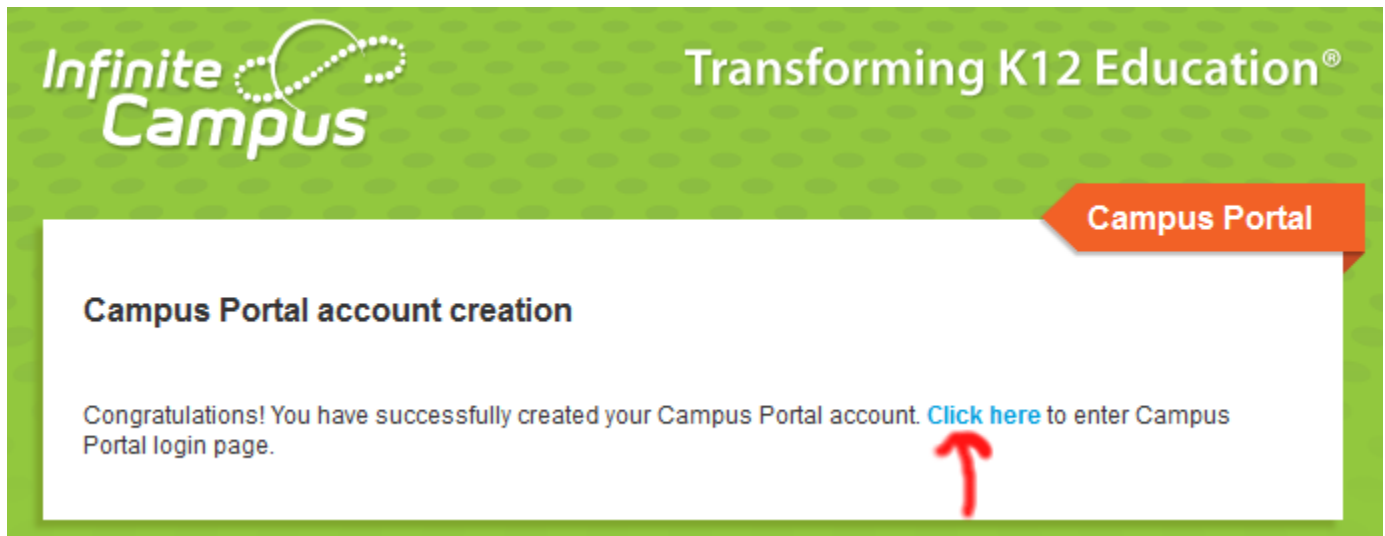 Infinite
Campus
Transforming K12 Education®
Campus Portal
Campus Portal account creation
Congratulations! You have successfully created your Campus Portal account. Click here to enter Campus
Portal login page.